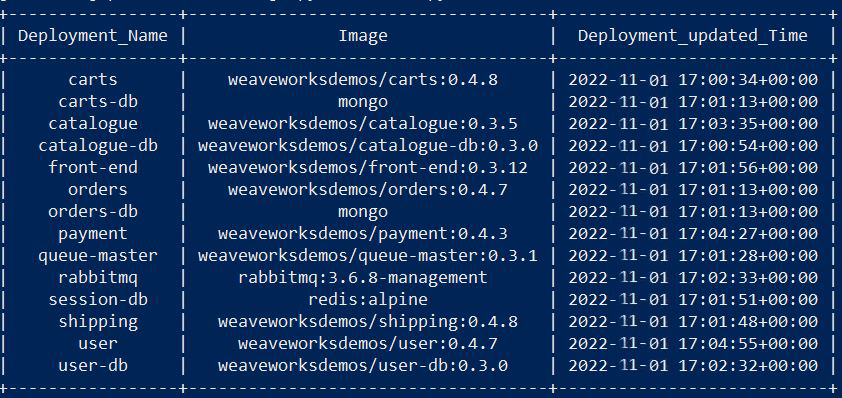 +-----------------+------------------------------------+---------------------------+
| Deployment_Name | Image | Deployment_updated_Time |
+-----------------+------------------------------------+---------------------------+
| carts | weaveworksdemos/carts:0.4.8 | 2022-11-01 17:00:34+00:00 |
| carts-db | mongo | 2022-11-01 17:01:13+00:00 |
| catalogue | weaveworksdemos/catalogue:0.3.5 | 2022-11-01 17:03:35+00:00 |
| catalogue-db | weaveworksdemos/catalogue-db:0.3.0 | 2022-11-01 17:00:54+00:00 |
| front-end | weaveworksdemos/front-end:0.3.12 | 2022-11-01 17:01:56+00:00 |
| orders | weaveworksdemos/orders:0.4.7 | 2022-11-01 17:01:13+00:00 |
| orders-db | mongo | 2022-11-01 17:01:13+00:00 |
| payment | weaveworksdemos/payment:0.4.3 | 2022-11-01 17:04:27+00:00 |
| queue-master | weaveworksdemos/queue-master:0.3.1 | 2022-11-01 17:01:28+00:00 |
| rabbitmq | rabbitmq:3.6.8-management | 2022-11-01 17:02:33+00:00 |
| session-db | redis:alpine | 2022-11-01 17:01:51+00:00 |
| shipping | weaveworksdemos/shipping:0.4.8 | 2022-11-01 17:01:48+00:00 |
| user | weaveworksdemos/user:0.4.7 | 2022-11-01 17:04:55+00:00 |
| user-db | weaveworksdemos/user-db:0.3.0 | 2022-11-01 17:02:32+00:00 |
+-----------------+------------------------------------+---------------------------+